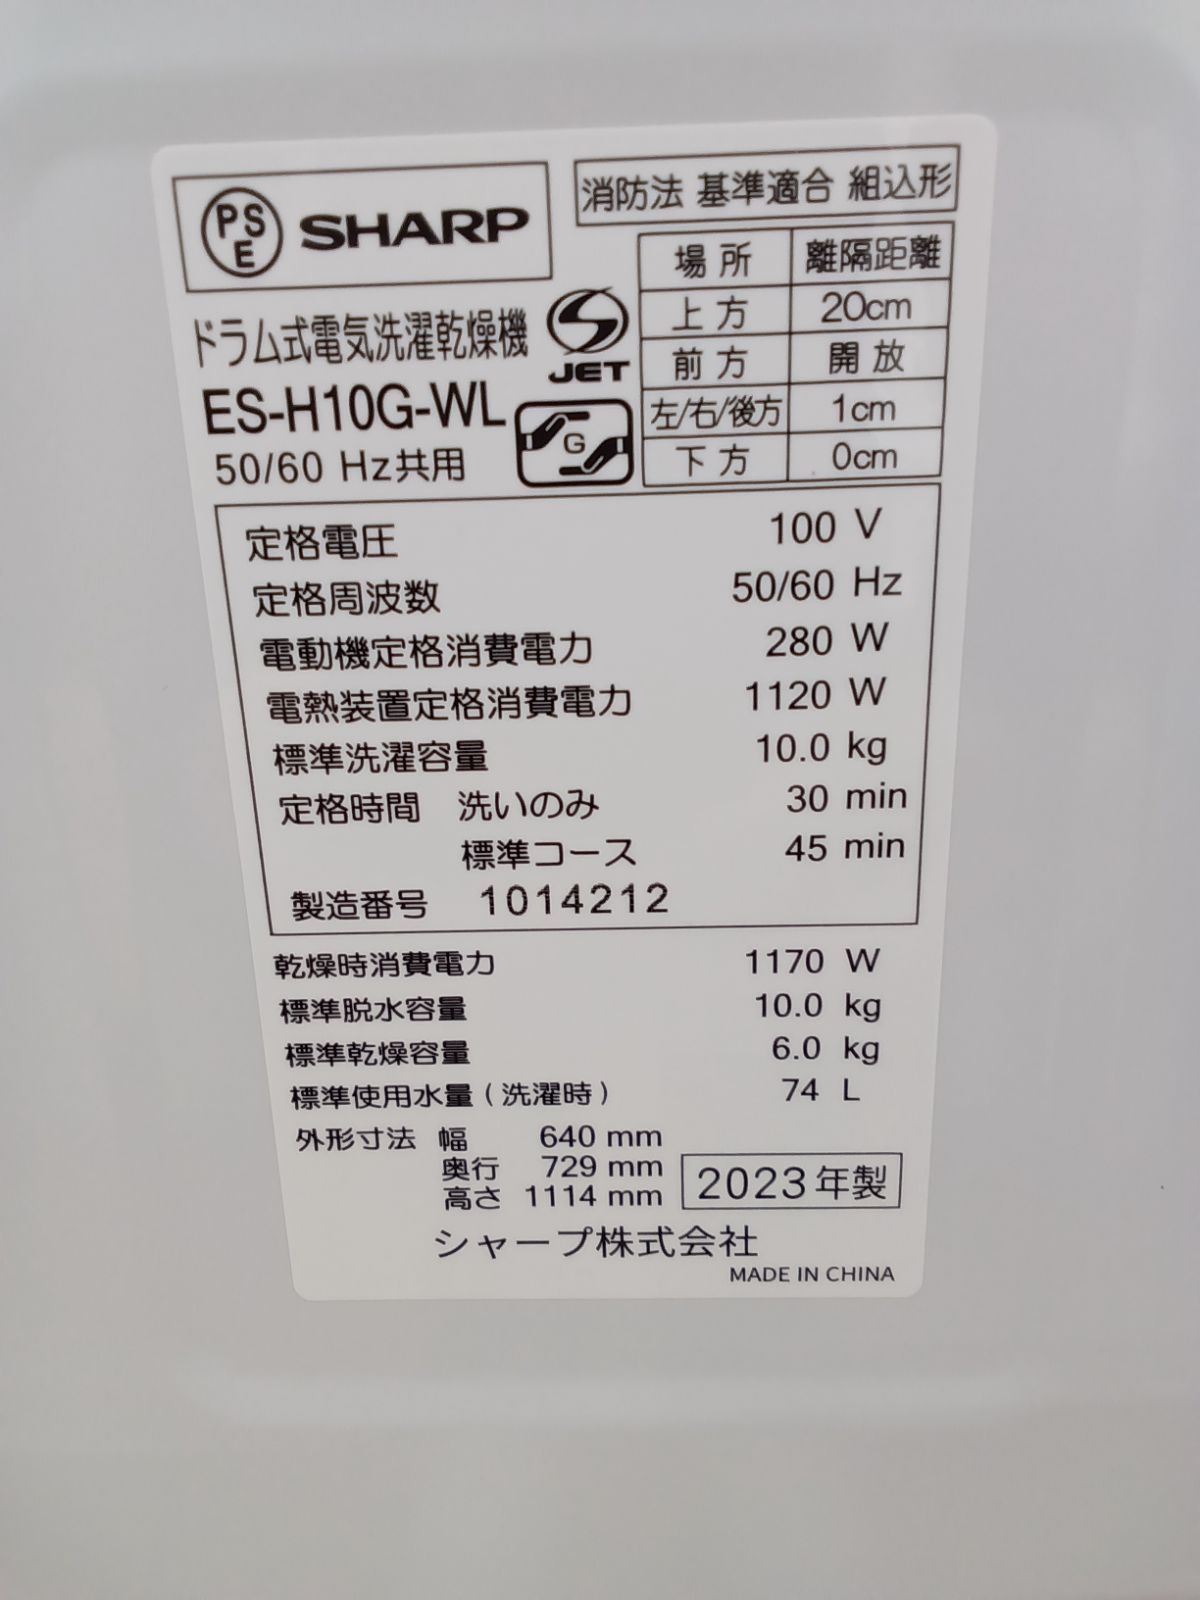 PSE SHARP
消防法 基準適合 組込形
場所 離隔距離
上方 20cm
前方 開放
左/右/後方 1cm
下方 0cm
ドラム式電気洗濯乾燥機
JET
ES-H10G-WL
G
50/60 Hz共用
定格電圧 100 V
定格周波数 50/60 Hz
電動機定格消費電力 280 W
電熱装置定格消費電力 1120 W
標準洗濯容量 10.0 kg
定格時間 洗いのみ 30 min
標準コース 45 min
製造番号 1014212
乾燥時消費電力 1170 W
標準脱水容量 10.0 kg
標準乾燥容量 6.0 kg
標準使用水量(洗濯時) 74 L
外形寸法 幅 640 mm
奥行 729 mm
高さ 1114 mm
2023年製
シャープ株式会社
MADE IN CHINA